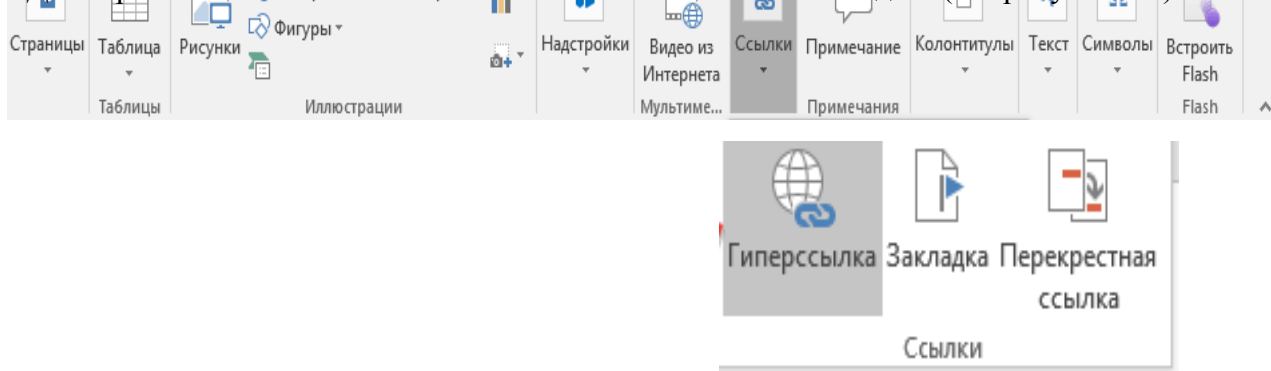 Фигуры
Страницы Таблица Рисунки Надстройки Видео из Ссылки Примечание Колонтитулы Текст Символы Встроить
Интернета Flash
Таблицы Иллюстрации Мультиме... Примечания Flash
Гиперссылка Закладка Перекрестная
ссылка
Ссылки